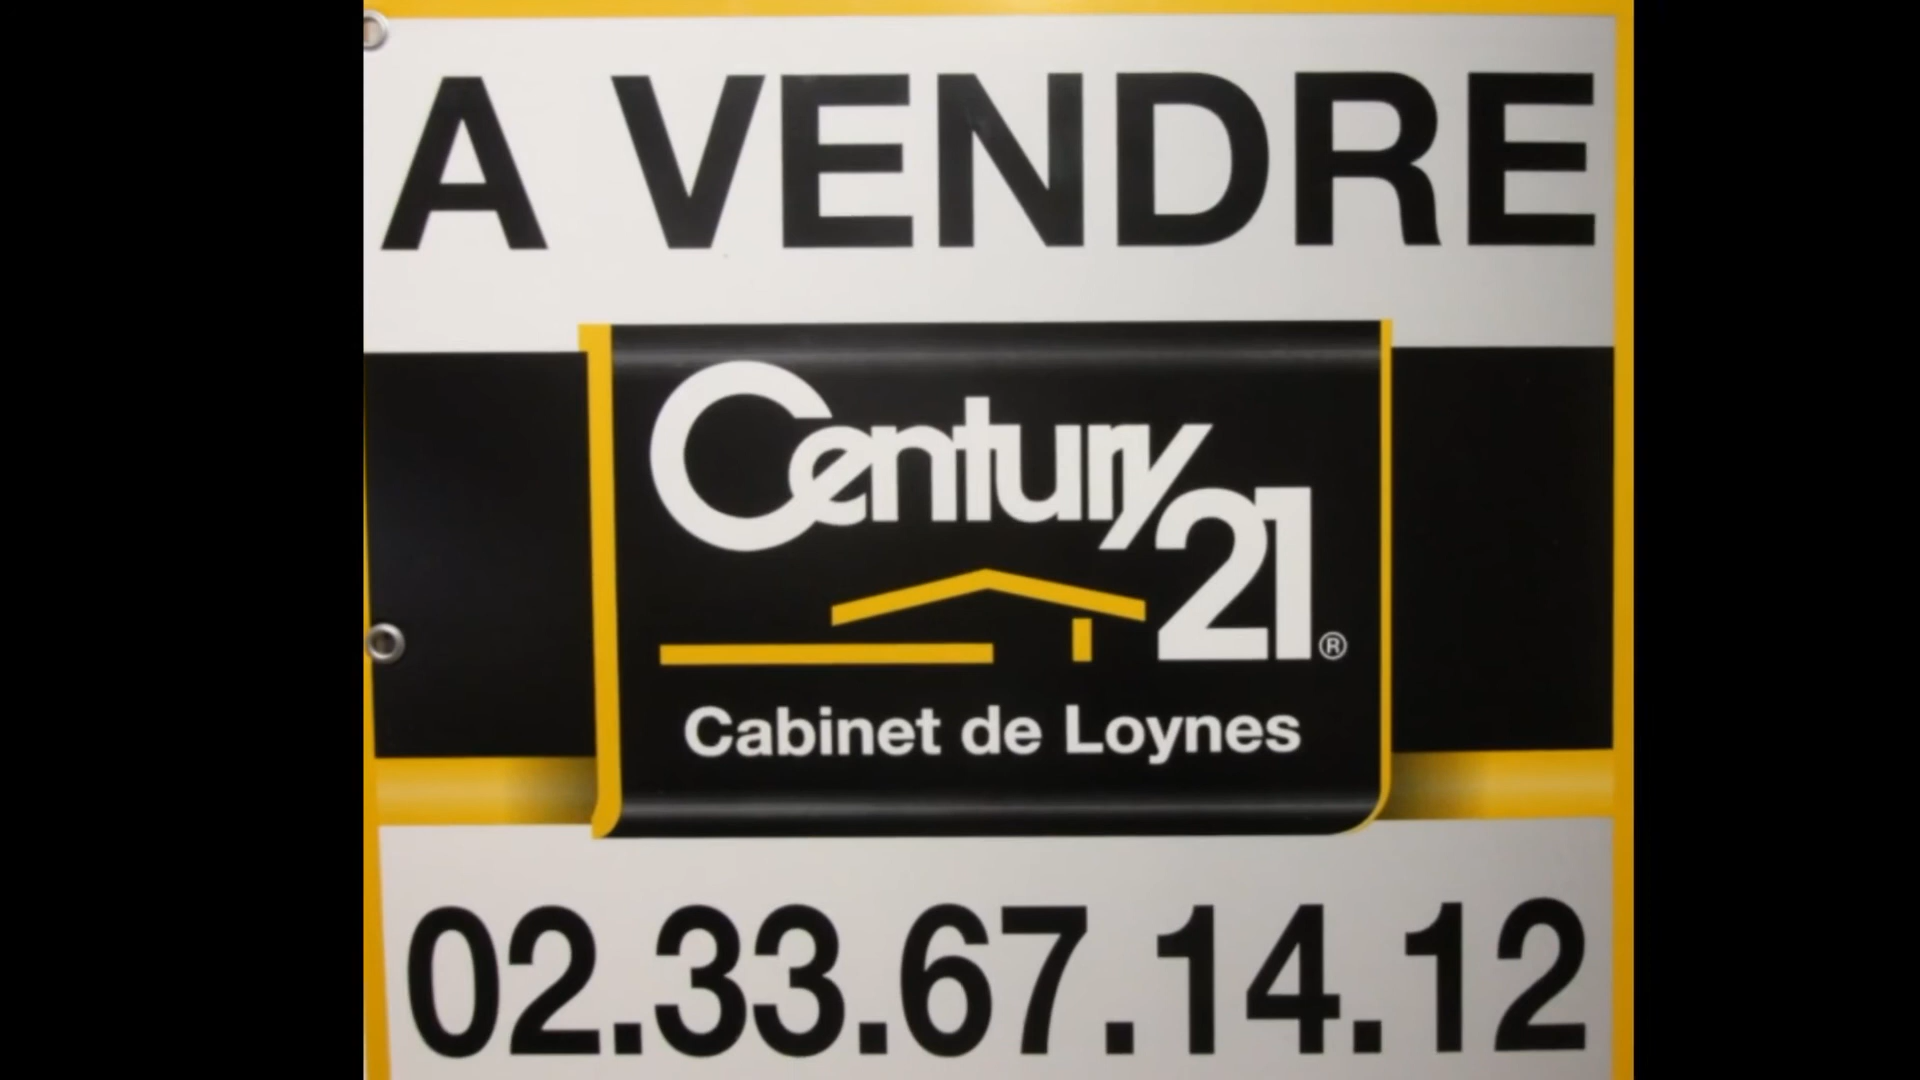 A VENDRE
Century
21®
Cabinet de Loynes
02.33.67.14.12